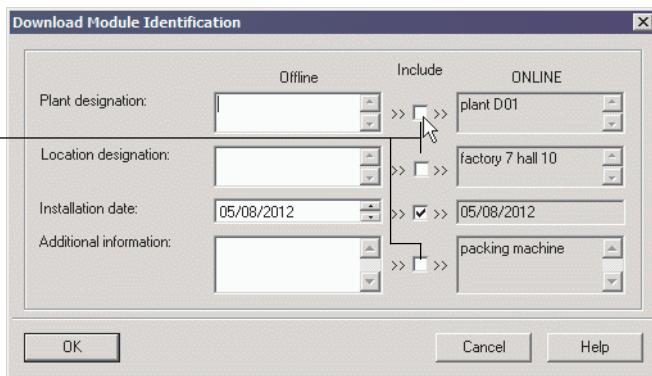 Download Module Identification
Offline Include ONLINE
Plant designation: >> >> plant D01
Location designation: >> >> factory 7 hall 10
Installation date: 05/08/2012 >> >> 05/08/2012
Additional information: >> >> packing machine
OK Cancel Help